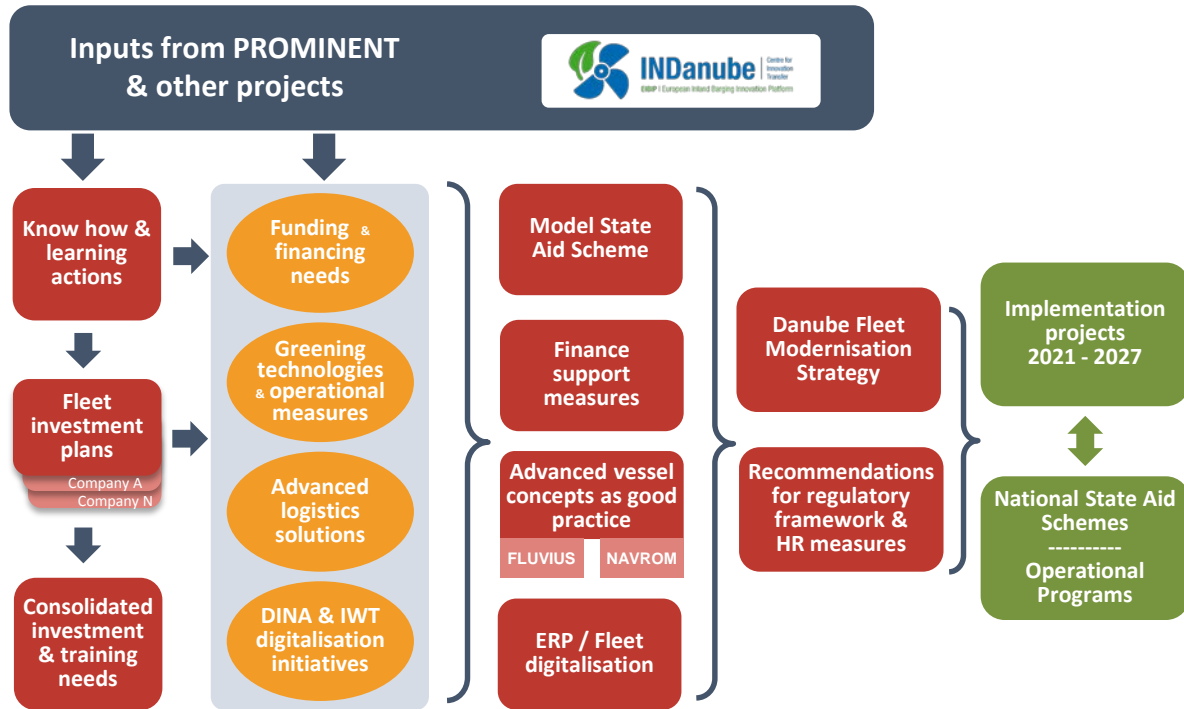 Inputs from PROMINENT
& other projects
INDanube
Centre for
Innovation
Transfer
EIBIP | European Inland Barging Innovation Platform
Know how &
learning
actions
Fleet
investment
plans
Company A
Company N
Consolidated
investment
& training
needs
Funding &
financing
needs
Greening
technologies
& operational
measures
Advanced
logistics
solutions
DINA & IWT
digitalisation
initiatives
Model State
Aid Scheme
Finance
support
measures
Advanced vessel
concepts as good
practice
FLUVIUS
NAVROM
ERP / Fleet
digitalisation
Danube Fleet
Modernisation
Strategy
Recommendations
for regulatory
framework &
HR measures
Implementation
projects
2021 - 2027
National State Aid
Schemes
----------
Operational
Programs